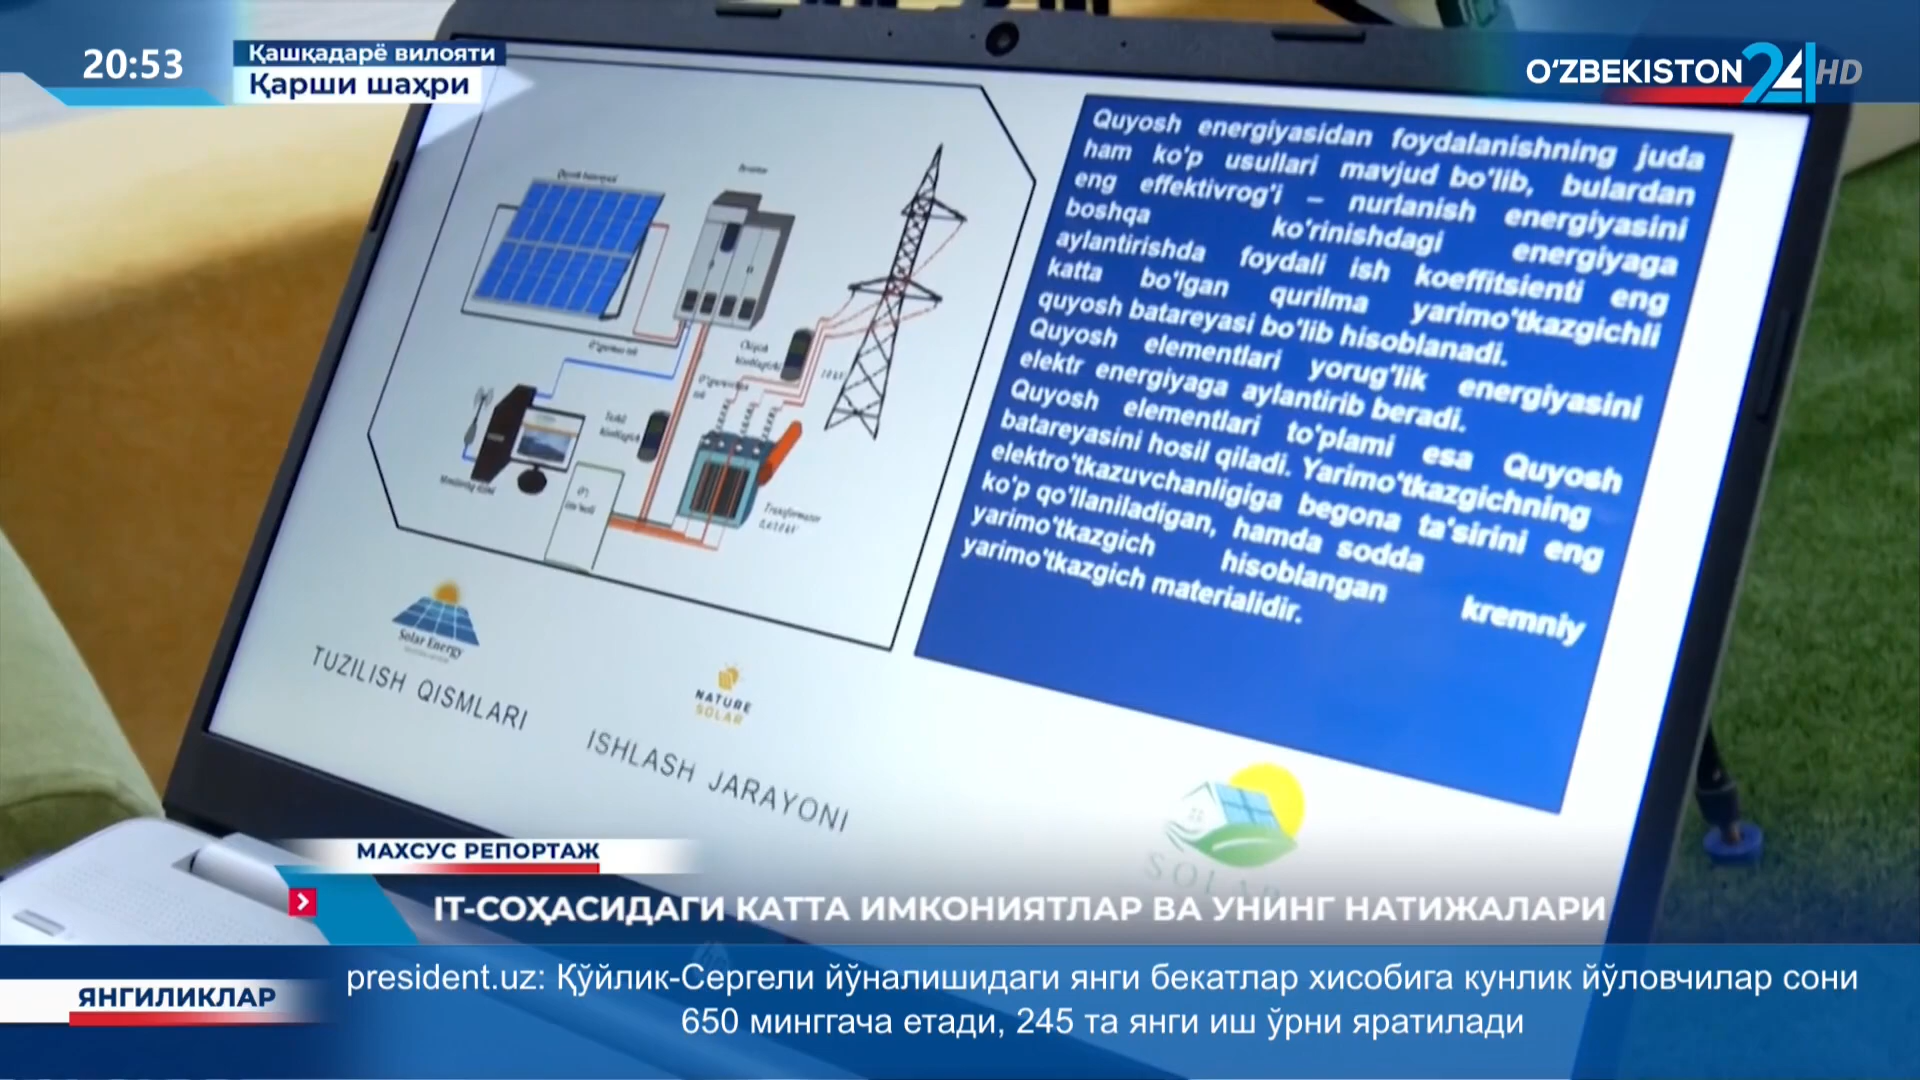 20:53
Қашқадарё вилояти
Қарши шаҳри
O‘ZBEKISTON 24 HD
Quyosh energiyasidan foydalanishning juda
ham ko'p usullari mavjud bo'lib, bulardan
eng effektivrog'i – nurlanish energiyasini
boshqa ko'rinishdagi energiyaga
aylantirishda foydali ish koeffitsienti eng
katta bo'lgan qurilma yarimo'tkazgichli
quyosh batareyasi bo'lib hisoblanadi.
Quyosh elementlari yorug'lik energiyasini
elektr energiyaga aylantirib beradi.
Quyosh elementlari to'plami esa Quyosh
batareyasini hosil qiladi. Yarimo'tkazgichning
elektro'tkazuvchanligiga begona ta'sirini eng
ko'p qo'llaniladigan, hamda sodda
yarimo'tkazgich hisoblangan kremniy
yarimo'tkazgich materialidir.
Transformator
Solar Energy
TUZILISH QISMLARI
NATURE
SOLAR
ISHLASH JARAYONI
SOLAR
МАХСУС РЕПОРТАЖ
IT-СОҲАСИДАГИ КАТТА ИМКОНИЯТЛАР ВА УНИНГ НАТИЖАЛАРИ
ЯНГИЛИКЛАР
president.uz: Қўйлик-Сергели йўналишидаги янги бекатлар хисобига кунлик йўловчилар сони
650 минггача етади, 245 та янги иш ўрни яратилади